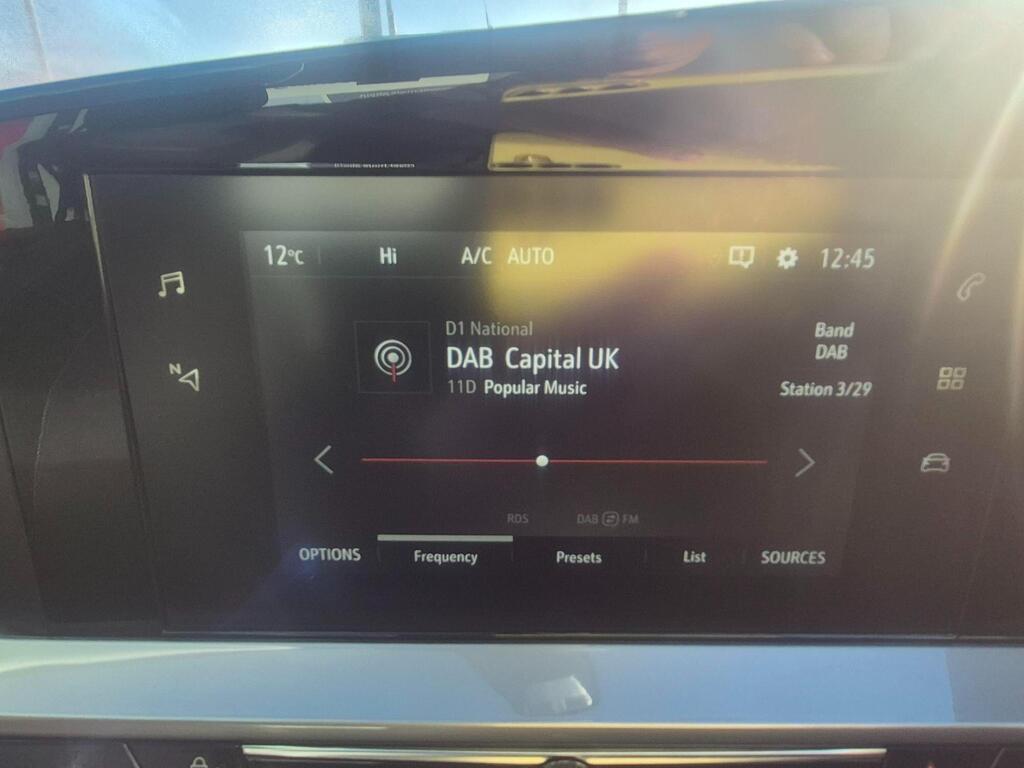 12°C Hi A/C AUTO 12:45
D1 National
DAB Capital UK
11D Popular Music
Band
DAB
Station 3/29
N
RDS DAB FM
OPTIONS Frequency Presets List SOURCES